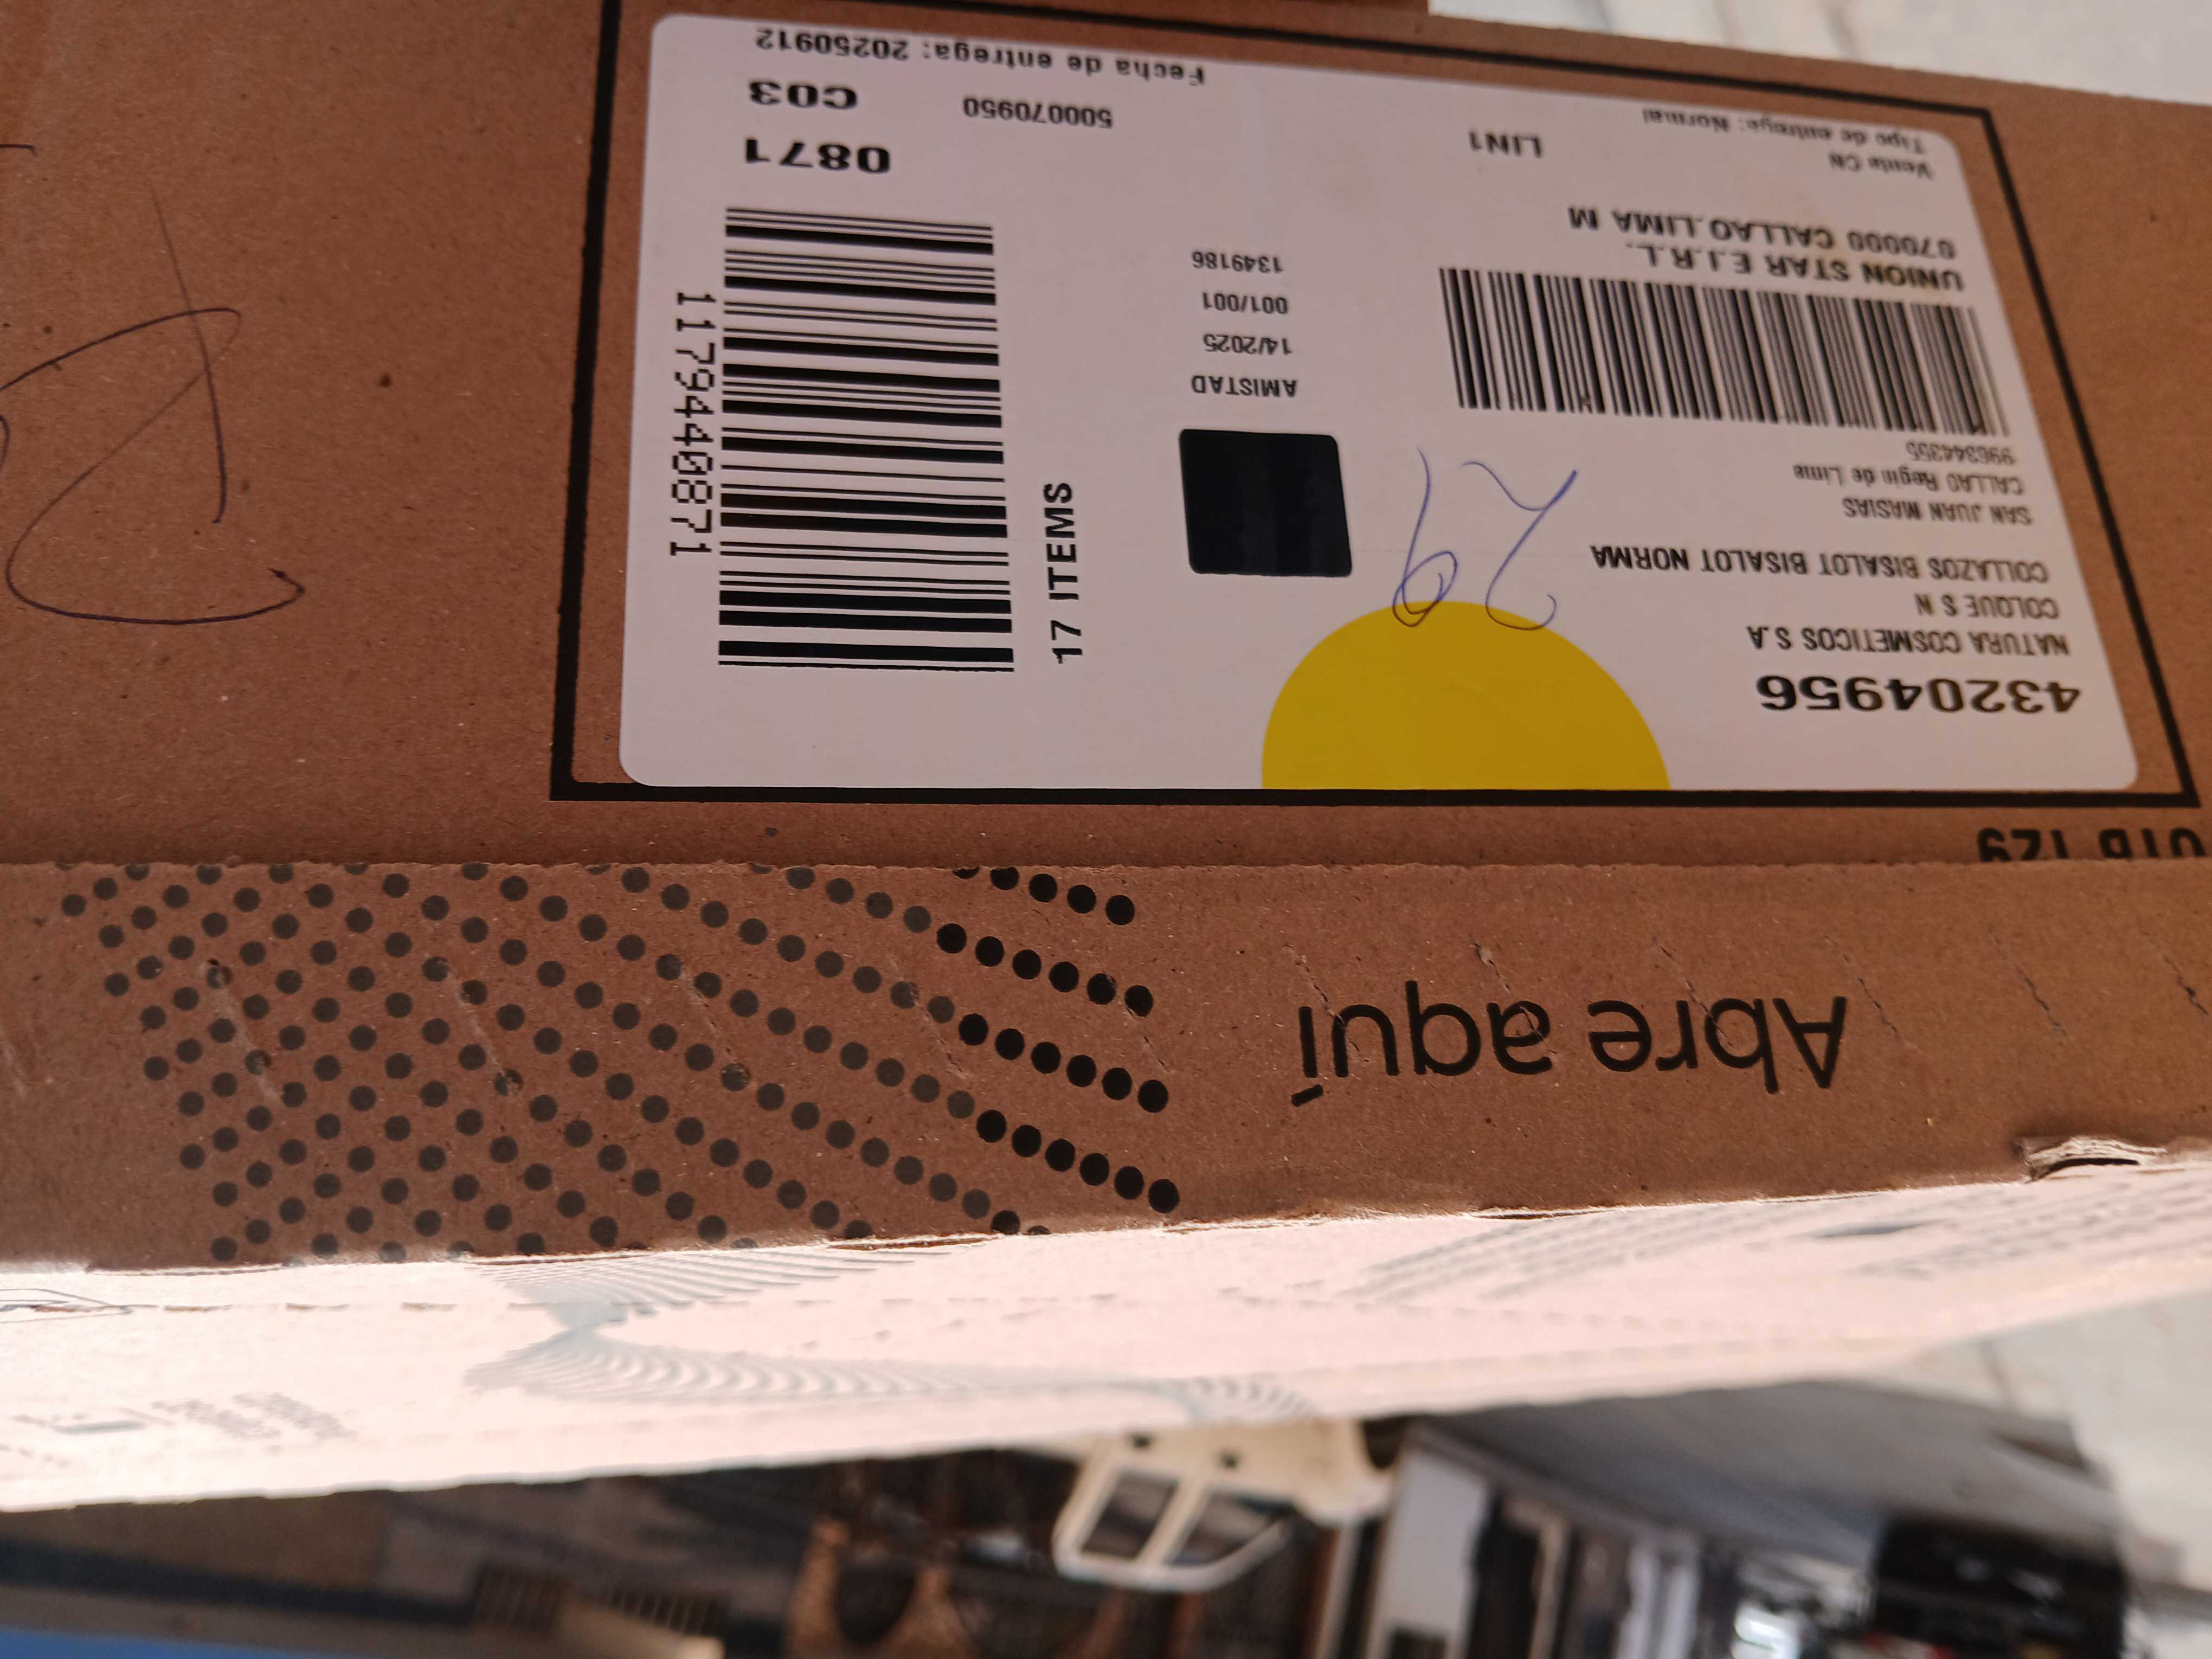 43204956
NATURA COSMETICOS S.A
COLQUE S N
COLLAZOS BISALOT BISALOT NORMA
SAN JUAN MASIAS
CALLAO Regin de Lima
996344355
29
UNION STAR E.I.R.L.
070000 CALLAO.LIMA M
Venta CN
Tipo de entrega: Normal
LIN1
AMISTAD
14/2025
001/001
1349186
17 ITEMS
1179440871
0871
C03
500070950
Fecha de entrega: 20250912
Abre aquí